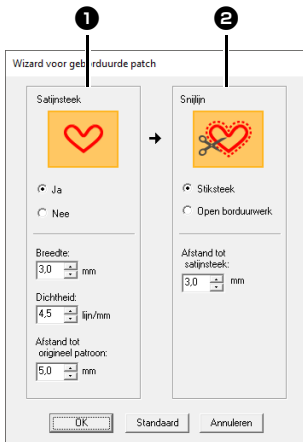 1 2
Wizard voor geborduurde patch
Satijnsteek
Ja
Nee
Breedte:
3,0 mm
Dichtheid:
4,5 lijn/mm
Afstand tot
origineel patroon:
5,0 mm
Snijlijn
Stiksteek
Open borduurwerk
Afstand tot
satijnsteek:
3,0 mm
OK Standaard Annuleren